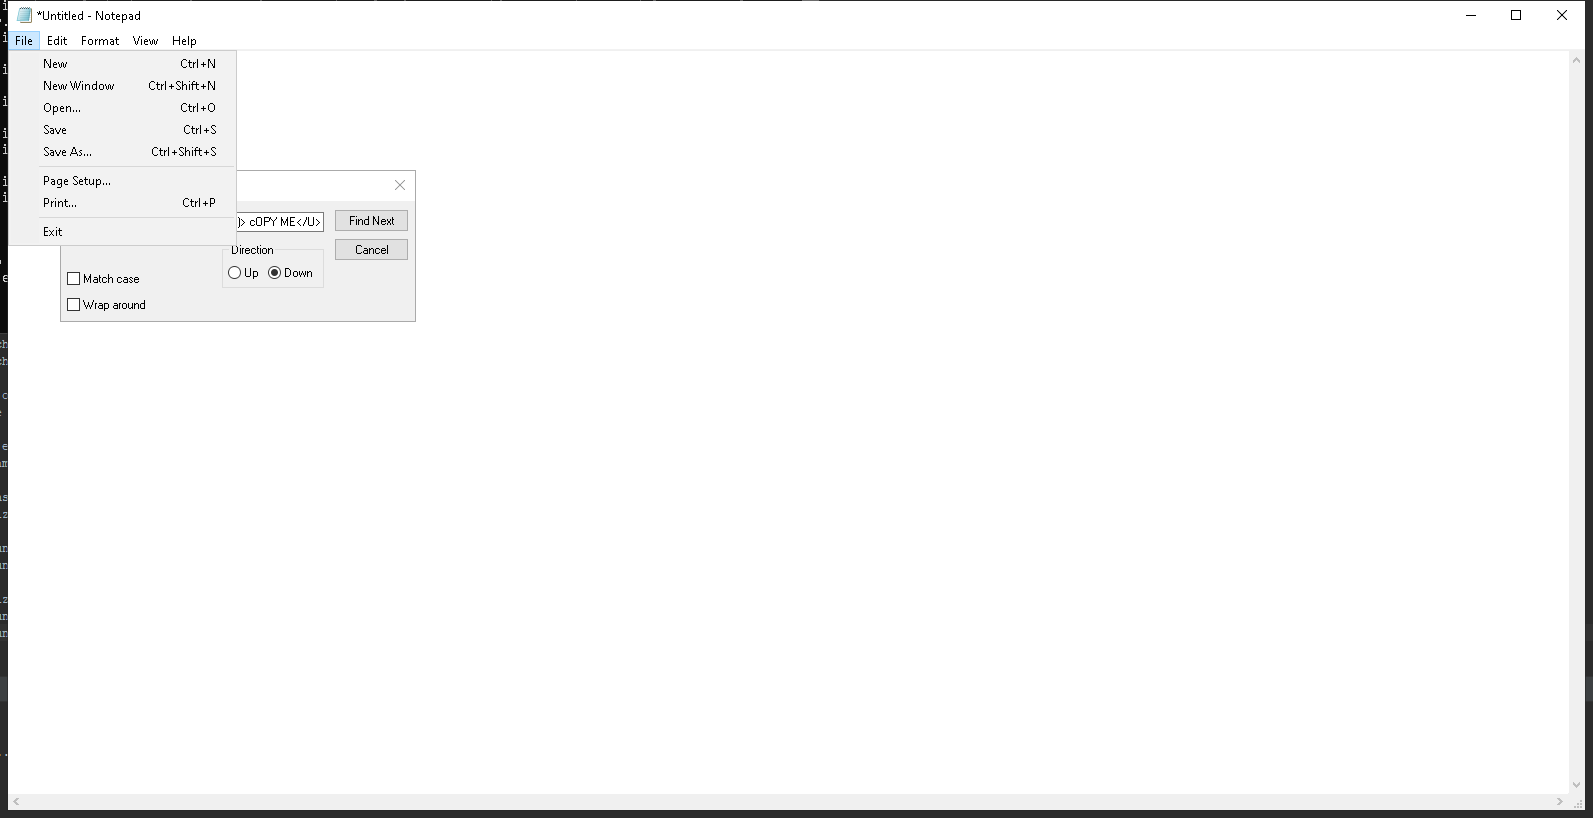 *Untitled - Notepad
File Edit Format View Help
New Ctrl+N
New Window Ctrl+Shift+N
Open... Ctrl+O
Save Ctrl+S
Save As... Ctrl+Shift+S
Page Setup...
Print... Ctrl+P
Exit
)> cOPY ME</U>
Find Next
Direction
Cancel
Up Down
Match case
Wrap around